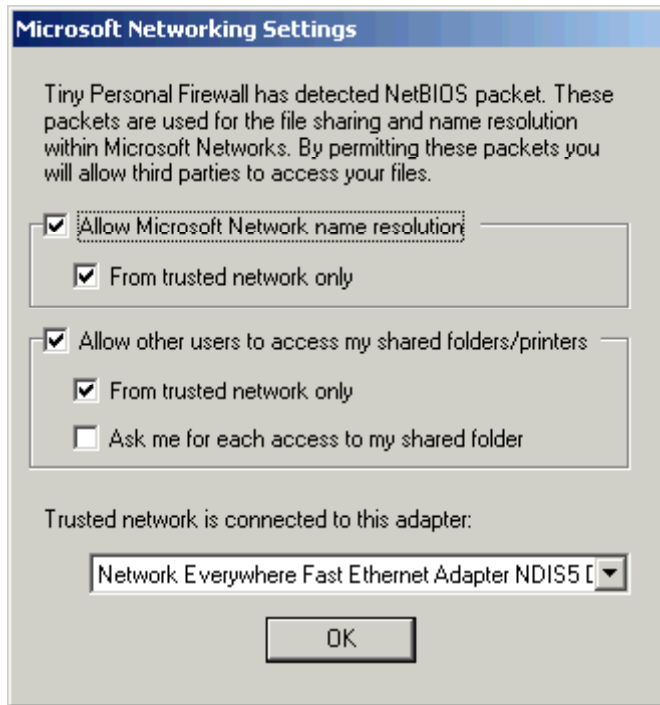 Microsoft Networking Settings
Tiny Personal Firewall has detected NetBIOS packet. These
packets are used for the file sharing and name resolution
within Microsoft Networks. By permitting these packets you
will allow third parties to access your files.
Allow Microsoft Network name resolution
From trusted network only
Allow other users to access my shared folders/printers
From trusted network only
Ask me for each access to my shared folder
Trusted network is connected to this adapter:
Network Everywhere Fast Ethernet Adapter NDIS5
OK